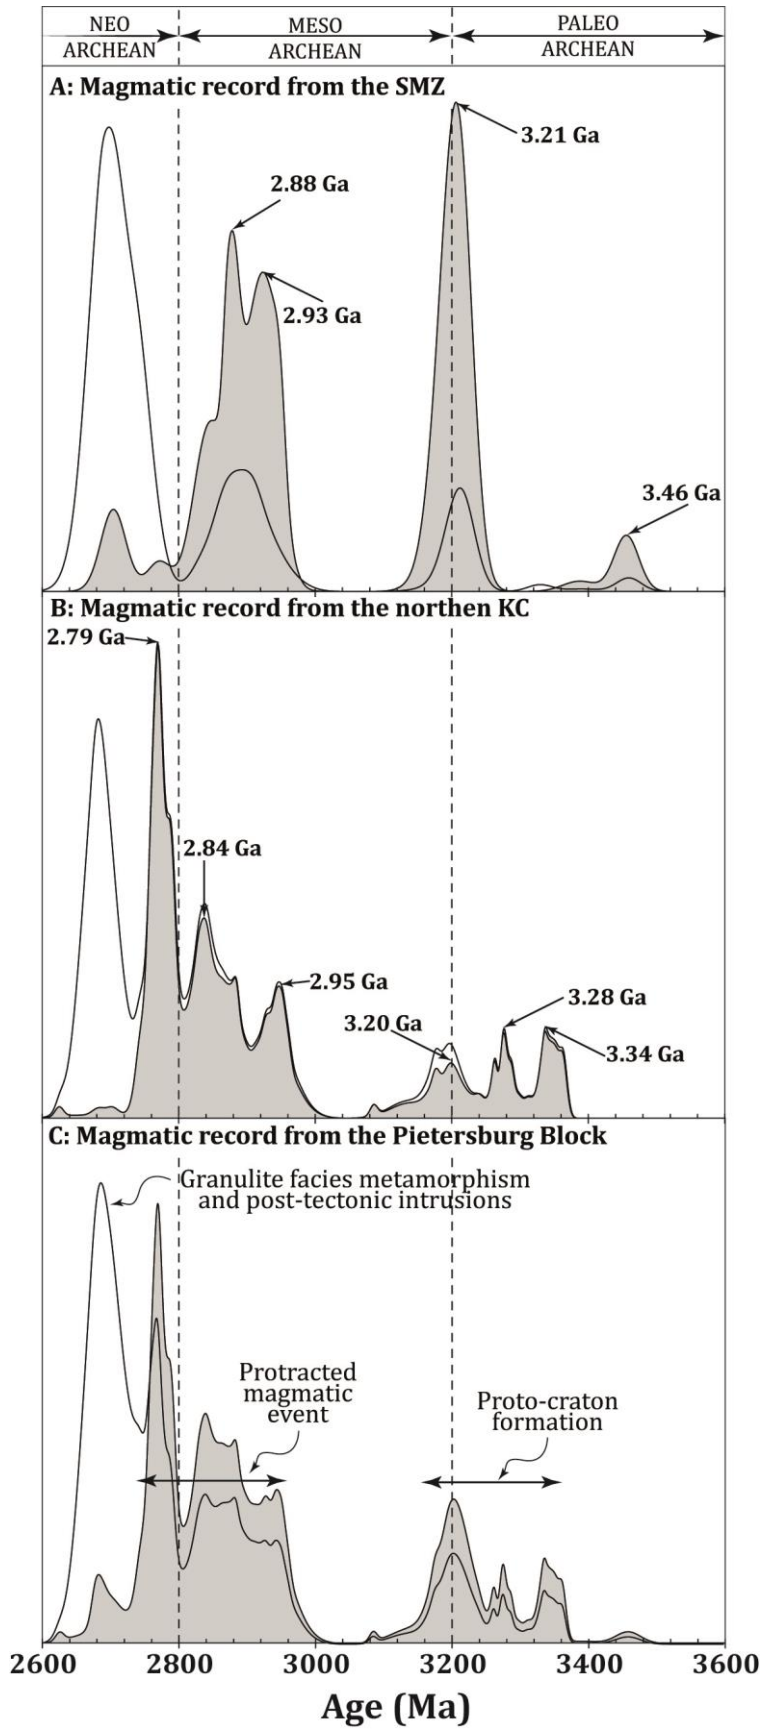 NEO
ARCHEAN
MESO
ARCHEAN
PALEO
ARCHEAN
A: Magmatic record from the SMZ
3.21 Ga
2.88 Ga
2.93 Ga
3.46 Ga
B: Magmatic record from the northen KC
2.79 Ga
2.84 Ga
2.95 Ga
3.20 Ga
3.28 Ga
3.34 Ga
C: Magmatic record from the Pietersburg Block
Granulite facies metamorphism
and post-tectonic intrusions
Protracted
magmatic
event
Proto-craton
formation
2600 2800 3000 3200 3400 3600
Age (Ma)